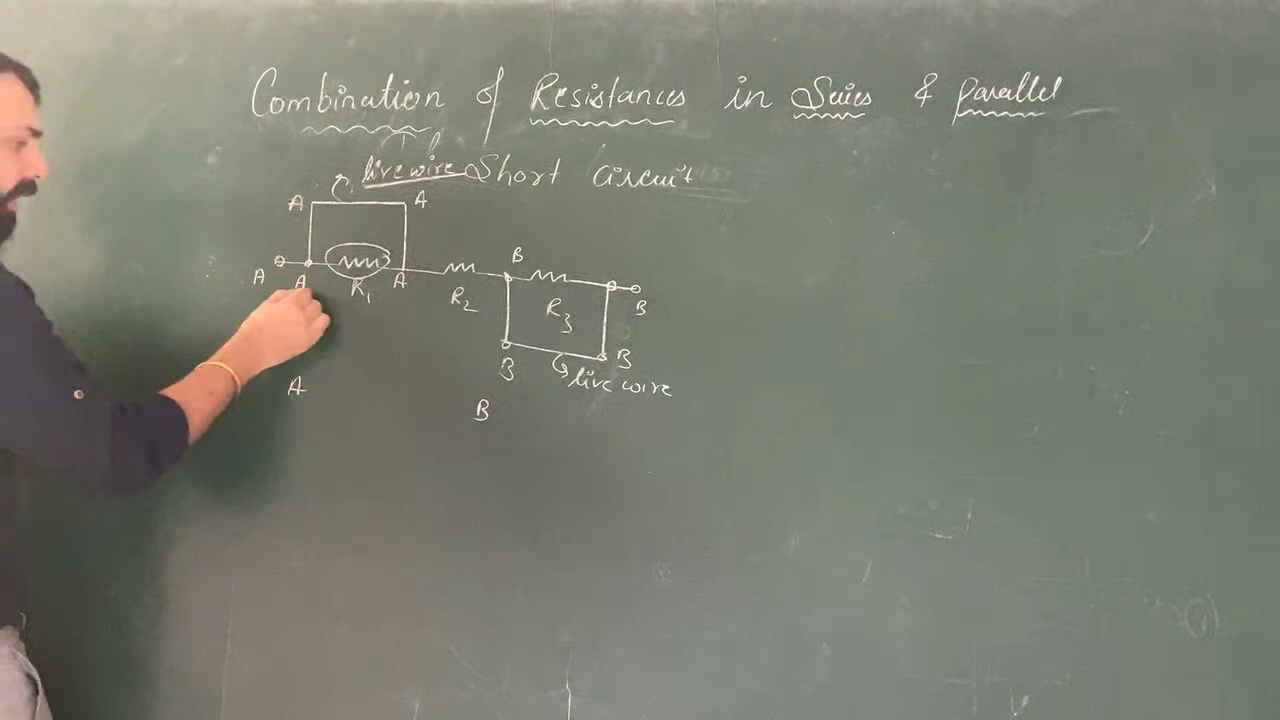 Combination of Resistances in Series & parallel
live wire Short Circuit
A A
B
A A R1 A R2 R3 B
B B
live wire
A B